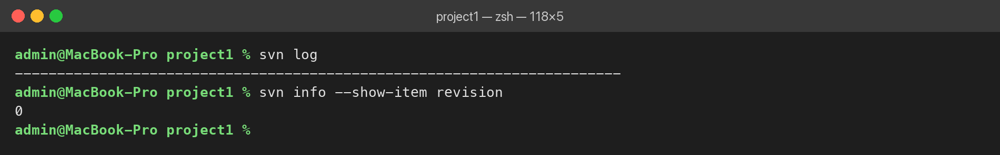 project1 — zsh — 118×5
admin@MacBook-Pro project1 % svn log
------------------------------------------------------------------------
admin@MacBook-Pro project1 % svn info --show-item revision
0
admin@MacBook-Pro project1 %